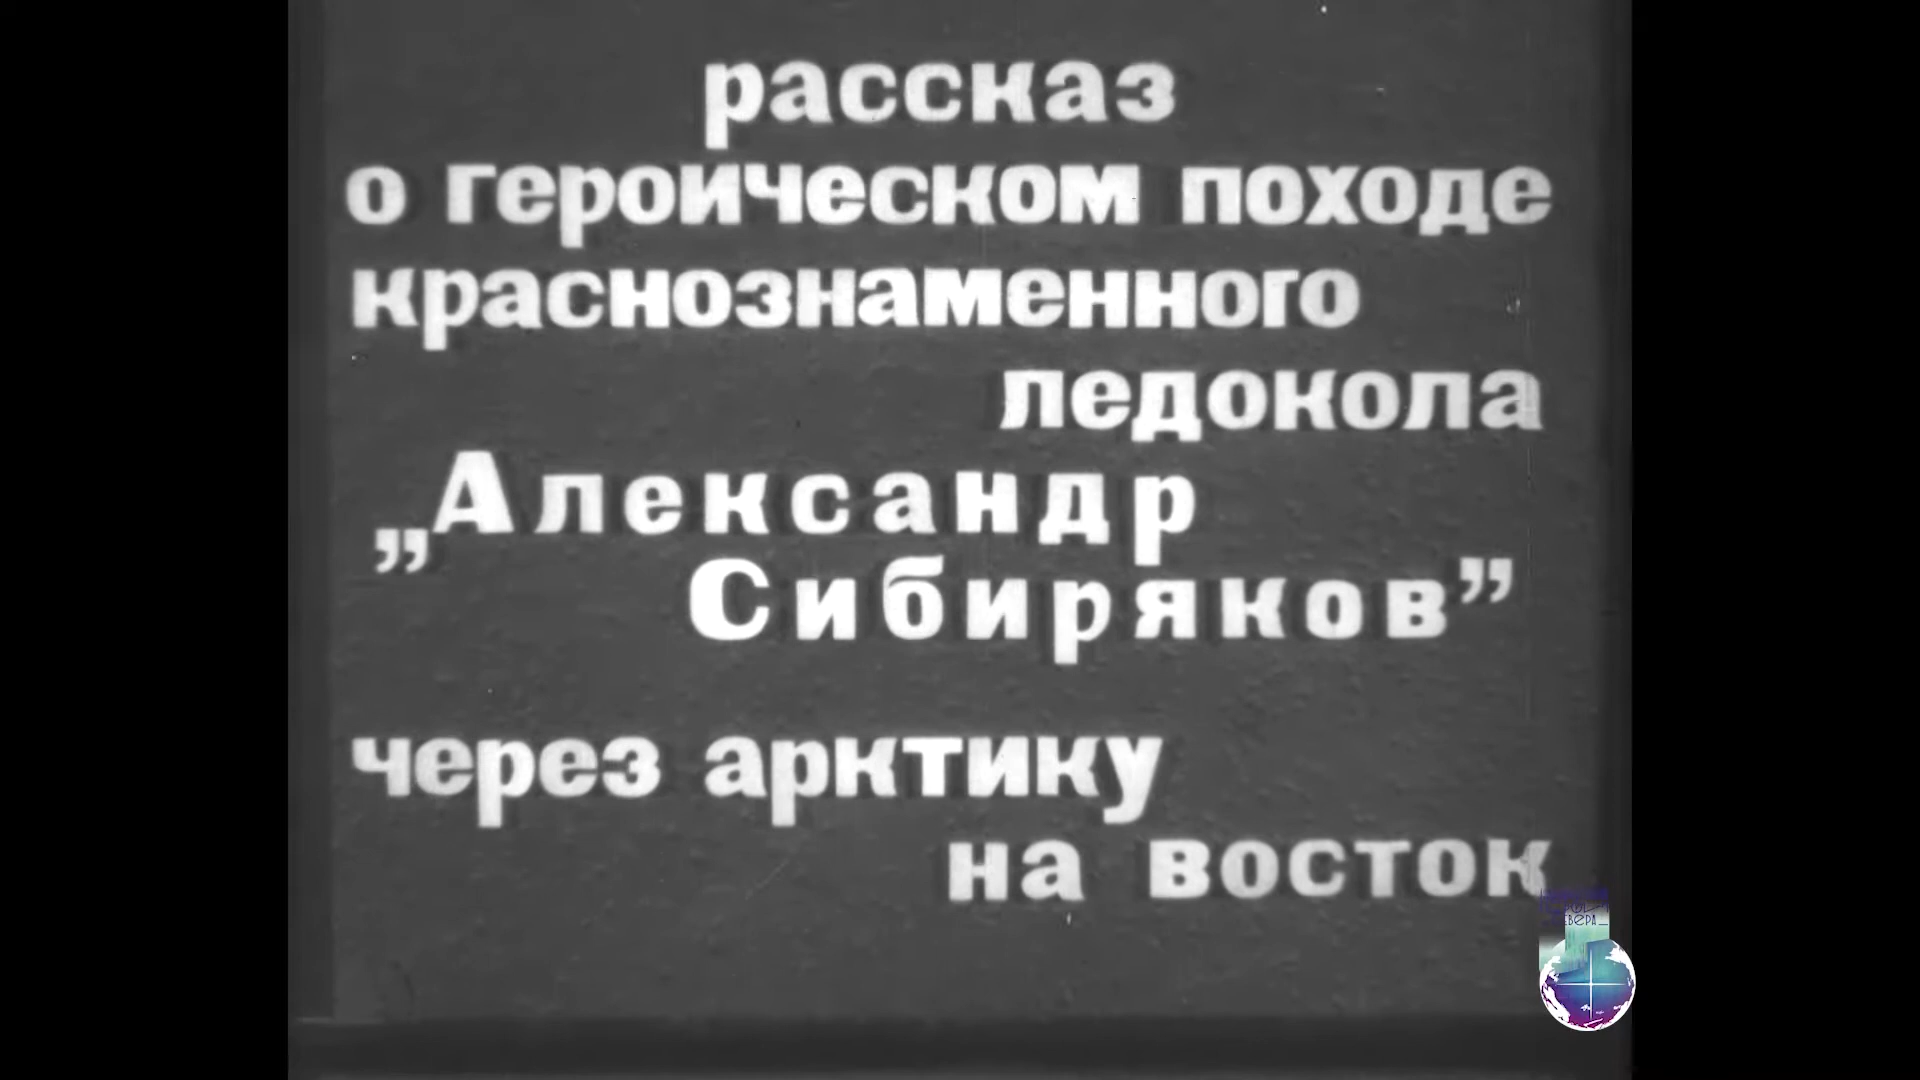 рассказ
о героическом походе
краснознаменного
ледокола
„Александр
Сибиряков”
через арктику
на восток